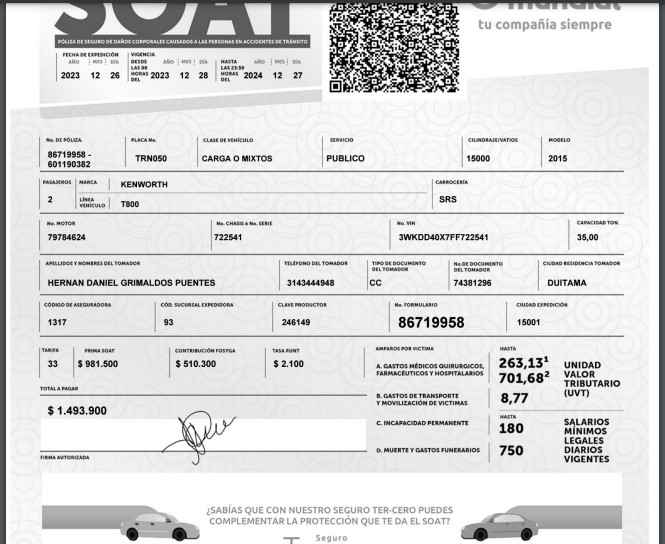 SOAT
mundial
tu compañía siempre
PÓLIZA DE SEGURO DE DAÑOS CORPORALES CAUSADOS A LAS PERSONAS EN ACCIDENTES DE TRÁNSITO
FECHA DE EXPEDICIÓN VIGENCIA
AÑO MES DÍA DESDE LAS 00 HORAS DEL AÑO MES DÍA HASTA LAS 23:59 HORAS DEL AÑO MES DÍA
2023 12 26 2023 12 28 2024 12 27
No. DE PÓLIZA PLACA No. CLASE DE VEHÍCULO SERVICIO CILINDRAJE/VATIOS MODELO
86719958 - 601190382 TRN050 CARGA O MIXTOS PUBLICO 15000 2015
PASAJEROS MARCA KENWORTH CARROCERÍA
2 LÍNEA VEHÍCULO T800 SRS
No. MOTOR No. CHASIS ó No. SERIE No. VIN CAPACIDAD TON.
79784624 722541 3WKDD40X7FF722541 35,00
APELLIDOS Y NOMBRES DEL TOMADOR TELÉFONO DEL TOMADOR TIPO DE DOCUMENTO DEL TOMADOR No. DE DOCUMENTO DEL TOMADOR CIUDAD RESIDENCIA TOMADOR
HERNAN DANIEL GRIMALDOS PUENTES 3143444948 CC 74381296 DUITAMA
CÓDIGO DE ASEGURADORA CÓD. SUCURSAL EXPEDIDORA CLAVE PRODUCTOR No. FORMULARIO CIUDAD EXPEDICIÓN
1317 93 246149 86719958 15001
TARIFA PRIMA SOAT CONTRIBUCIÓN FOSYGA TASA RUNT
33 $ 981.500 $ 510.300 $ 2.100
TOTAL A PAGAR
$ 1.493.900
FIRMA AUTORIZADA
AMPAROS POR VICTIMA HASTA
A. GASTOS MÉDICOS QUIRURGICOS, FARMACÉUTICOS Y HOSPITALARIOS 263,13¹ 701,68²
B. GASTOS DE TRANSPORTE Y MOVILIZACIÓN DE VICTIMAS 8,77
UNIDAD VALOR TRIBUTARIO (UVT)
HASTA
C. INCAPACIDAD PERMANENTE 180
D. MUERTE Y GASTOS FUNERARIOS 750
SALARIOS MÍNIMOS LEGALES DIARIOS VIGENTES
¿SABÍAS QUE CON NUESTRO SEGURO TER-CERO PUEDES
COMPLEMENTAR LA PROTECCIÓN QUE TE DA EL SOAT?
Seguro